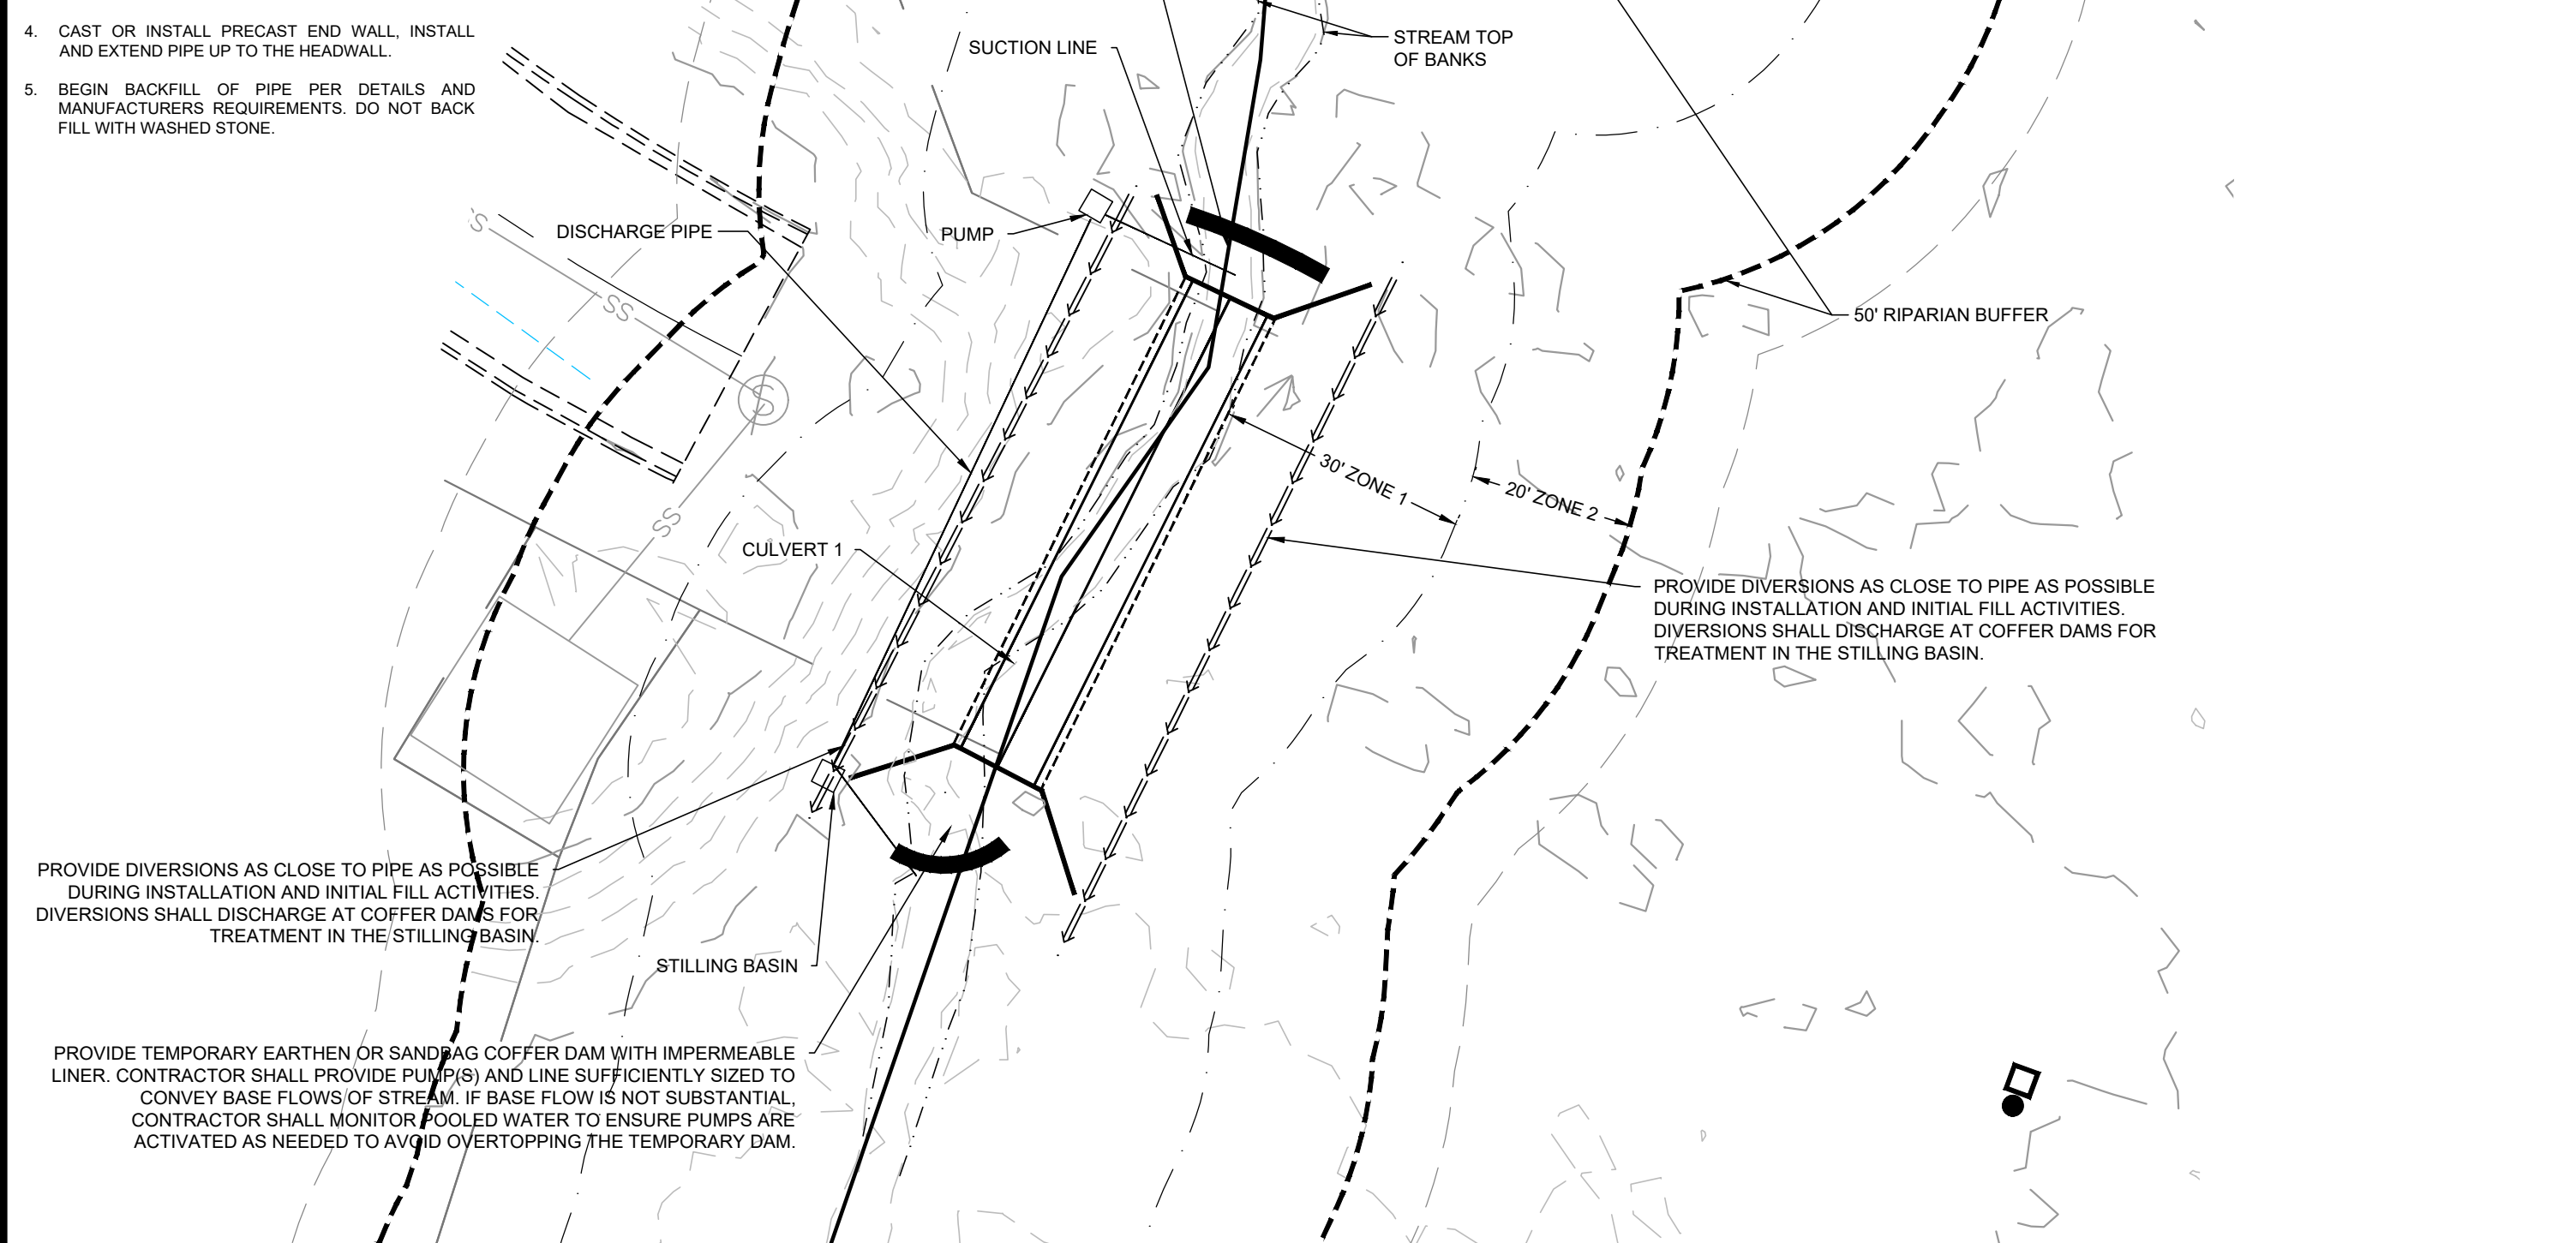 4. CAST OR INSTALL PRECAST END WALL, INSTALL
AND EXTEND PIPE UP TO THE HEADWALL.
5. BEGIN BACKFILL OF PIPE PER DETAILS AND
MANUFACTURERS REQUIREMENTS. DO NOT BACK
FILL WITH WASHED STONE.
SUCTION LINE
STREAM TOP
OF BANKS
DISCHARGE PIPE
PUMP
S
SS
S
SS
50' RIPARIAN BUFFER
30' ZONE 1
20' ZONE 2
CULVERT 1
PROVIDE DIVERSIONS AS CLOSE TO PIPE AS POSSIBLE
DURING INSTALLATION AND INITIAL FILL ACTIVITIES.
DIVERSIONS SHALL DISCHARGE AT COFFER DAMS FOR
TREATMENT IN THE STILLING BASIN.
PROVIDE DIVERSIONS AS CLOSE TO PIPE AS POSSIBLE
DURING INSTALLATION AND INITIAL FILL ACTIVITIES.
DIVERSIONS SHALL DISCHARGE AT COFFER DAMS FOR
TREATMENT IN THE STILLING BASIN.
STILLING BASIN
PROVIDE TEMPORARY EARTHEN OR SANDBAG COFFER DAM WITH IMPERMEABLE
LINER. CONTRACTOR SHALL PROVIDE PUMP(S) AND LINE SUFFICIENTLY SIZED TO
CONVEY BASE FLOWS OF STREAM. IF BASE FLOW IS NOT SUBSTANTIAL,
CONTRACTOR SHALL MONITOR POOLED WATER TO ENSURE PUMPS ARE
ACTIVATED AS NEEDED TO AVOID OVERTOPPING THE TEMPORARY DAM.